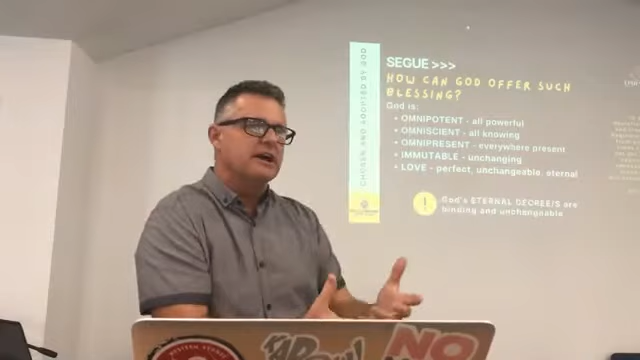 CHOSEN AND ADOPTED BY GOD
SEGUE >>>
HOW CAN GOD OFFER SUCH
BLESSING?
God is:
• OMNIPOTENT - all powerful
• OMNISCIENT - all knowing
• OMNIPRESENT - everywhere present
• IMMUTABLE - unchanging
• LOVE - perfect, unchangeable, eternal
! God's ETERNAL DECREE/S are
binding and unchangeable
NO